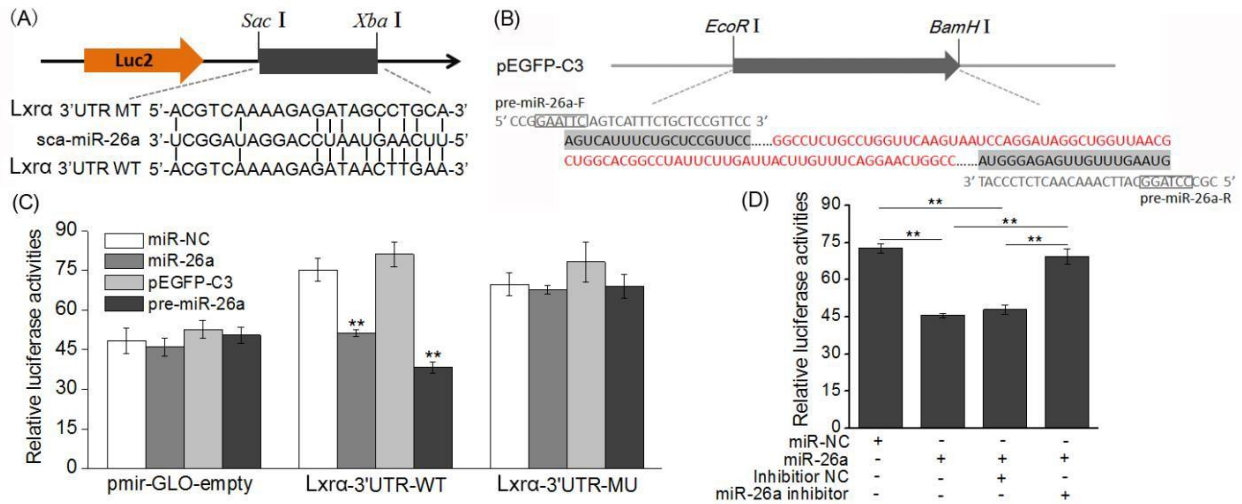 (A)
Sac I
Xba I
Luc2
Lxrα 3'UTR MT 5'-ACGTCAAAAGAGATAGCCTGCA-3'
sca-miR-26a 3'-UCGGAUAGGACCUAAUGAACUU-5'
Lxrα 3'UTR WT 5'-ACGTCAAAAGAGATAACTTGAA-3'
(B)
EcoR I
BamH I
pEGFP-C3
pre-miR-26a-F
5' CCGGAATTCAGTCATTTCTGCTCCGTTCC 3'
AGUCAUUUCUGCUCCGUUCC......GGCCUCUGCCUGGUUCAAGUAAUCCAGGAUAGGCUGGUUAACG
CUGGCACGGCCUAUUCUUGAUUACUUGUUUCAGGAACUGGCC......AUGGGAGAGUUGUUUGAAUG
3' TACCCTCTCAACAAACTTACGGATCCCGC 5'
pre-miR-26a-R
(C)
Relative luciferase activities
90
75
60
45
30
15
0
miR-NC
miR-26a
pEGFP-C3
pre-miR-26a
**
**
pmir-GLO-empty
Lxrα-3'UTR-WT
Lxrα-3'UTR-MU
(D)
Relative luciferase activities
90
75
60
45
30
15
0
**
**
**
**
miR-NC + - - -
miR-26a - + + +
Inhibitior NC - - + -
miR-26a inhibitor - - - +